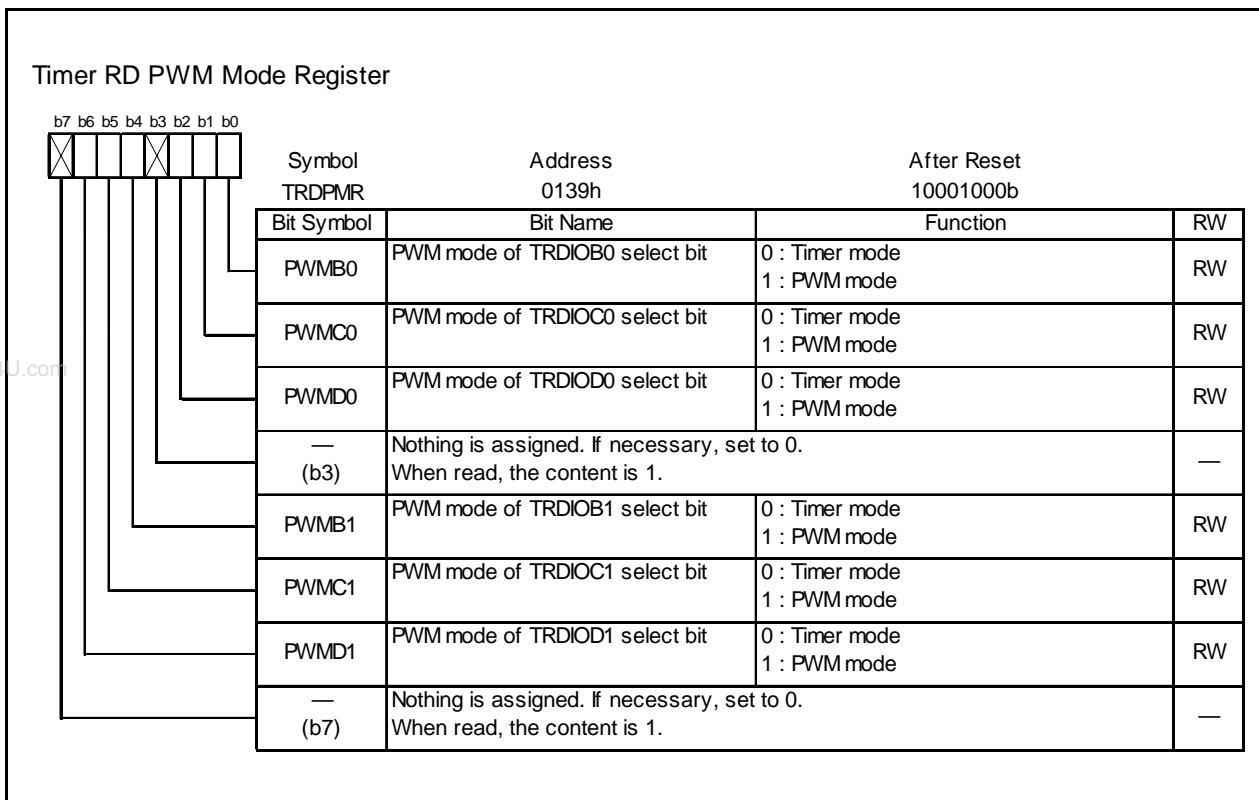 Timer RD PWM Mode Register
b7 b6 b5 b4 b3 b2 b1 b0
Symbol Address After Reset
TRDPMR 0139h 10001000b
Bit Symbol Bit Name Function RW
PWMB0 PWM mode of TRDIOB0 select bit 0 : Timer mode RW
1 : PWM mode
PWMC0 PWM mode of TRDIOC0 select bit 0 : Timer mode RW
1 : PWM mode
4U.com
PWMD0 PWM mode of TRDIOD0 select bit 0 : Timer mode RW
1 : PWM mode
— Nothing is assigned. If necessary, set to 0. —
(b3) When read, the content is 1.
PWMB1 PWM mode of TRDIOB1 select bit 0 : Timer mode RW
1 : PWM mode
PWMC1 PWM mode of TRDIOC1 select bit 0 : Timer mode RW
1 : PWM mode
PWMD1 PWM mode of TRDIOD1 select bit 0 : Timer mode RW
1 : PWM mode
— Nothing is assigned. If necessary, set to 0. —
(b7) When read, the content is 1.